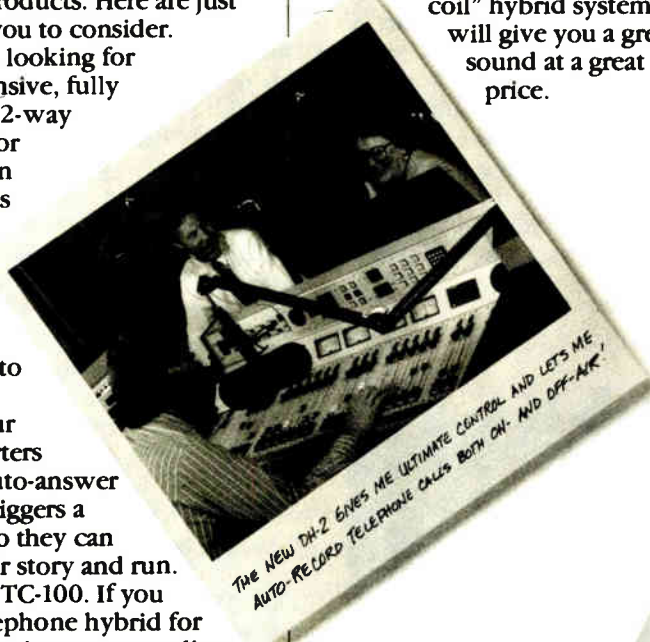 roducts. Here are just
you to consider.
looking for
nsive, fully
2-way
or
n
s
to
ur
ters
uto-answer
iggers a
o they can
r story and run.
TC-100. If you
ephone hybrid for
coil" hybrid system
will give you a gre
sound at a great
price.
THE NEW DH-2 GIVES ME ULTIMATE CONTROL AND LETS ME
AUTO-RECORD TELEPHONE CALLS BOTH ON- AND OFF-AIR!